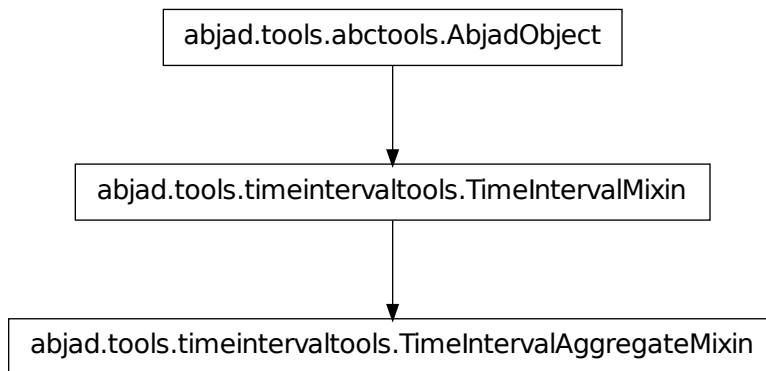 abjad.tools.abctools.AbjadObject
abjad.tools.timeintervaltools.TimeIntervalMixin
abjad.tools.timeintervaltools.TimeIntervalAggregateMixin